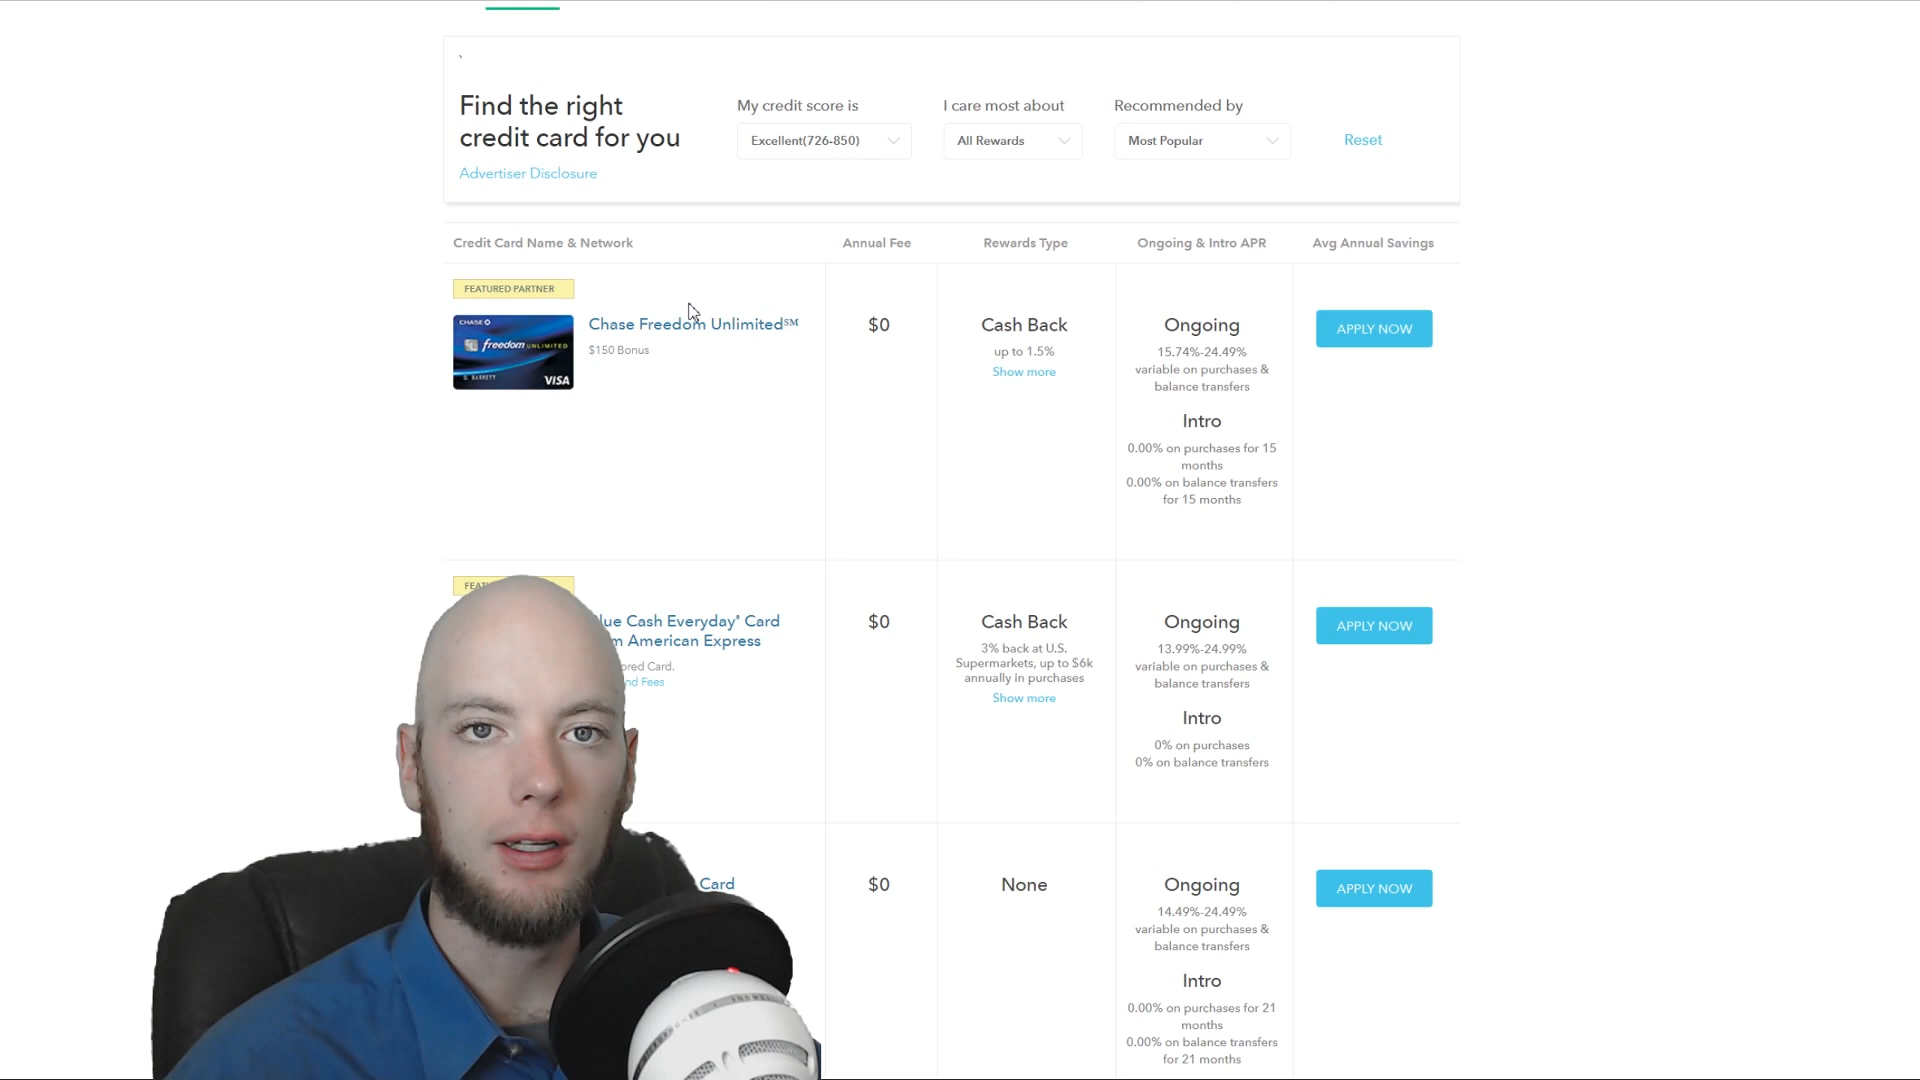 `
Find the right
credit card for you
Advertiser Disclosure
My credit score is
Excellent(726-850)
I care most about
All Rewards
Recommended by
Most Popular
Reset
Credit Card Name & Network
Annual Fee
Rewards Type
Ongoing & Intro APR
Avg Annual Savings
FEATURED PARTNER
CHASE
freedom UNLIMITED
D. BARRETT
VISA
Chase Freedom Unlimited℠
$150 Bonus
$0
Cash Back
up to 1.5%
Show more
Ongoing
15.74%-24.49%
variable on purchases &
balance transfers
Intro
0.00% on purchases for 15
months
0.00% on balance transfers
for 15 months
APPLY NOW
Cash Everyday® Card
American Express
Card.
Fees
$0
Cash Back
3% back at U.S.
Supermarkets, up to $6k
annually in purchases
Show more
Ongoing
13.99%-24.99%
variable on purchases &
balance transfers
Intro
0% on purchases
0% on balance transfers
APPLY NOW
Card
$0
None
Ongoing
14.49%-24.49%
variable on purchases &
balance transfers
Intro
0.00% on purchases for 21
months
0.00% on balance transfers
for 21 months
APPLY NOW